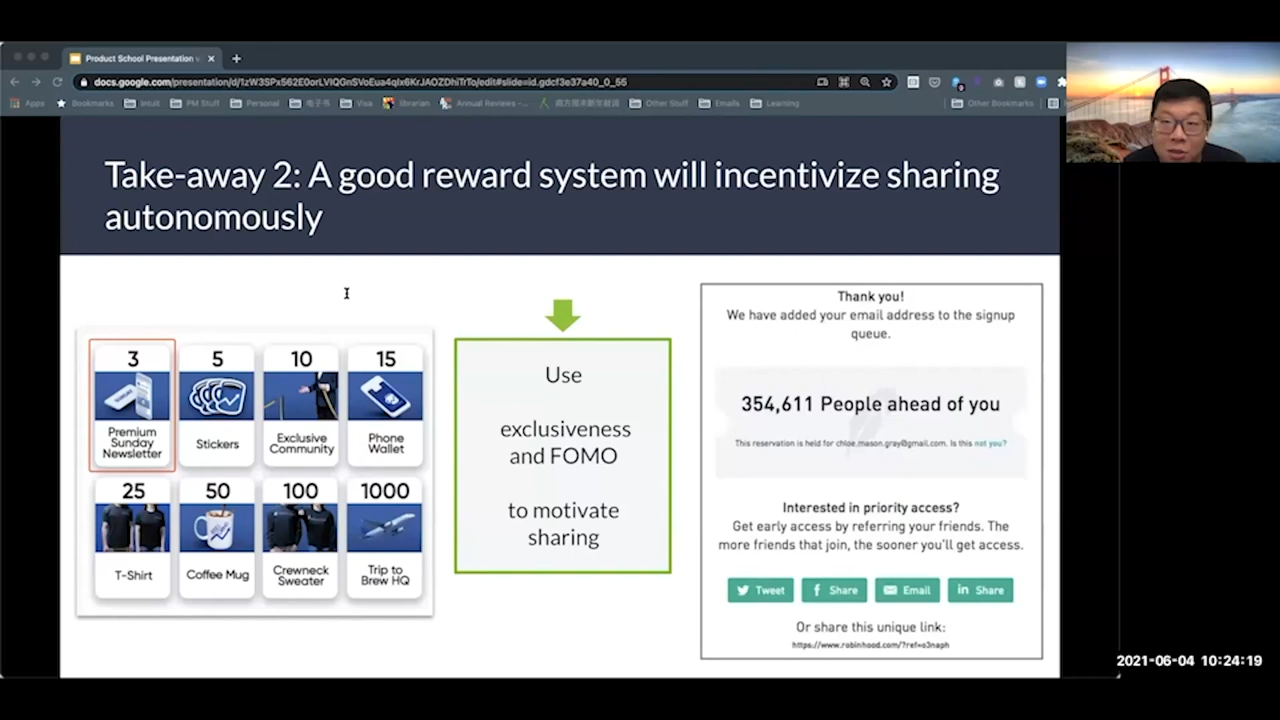 Product School Presentation
docs.google.com/presentation/d/1zW3SPx562E0orLVIQGnSVoEua4qIx6KrJAOZDhiTrTo/edit#slide=id.gdcf3e37a40_0_55
Apps Bookmarks Intuit PM Stuff Personal 电子书 Visa librarian Annual Reviews -... Other Stuff Emails Learning Other Bookmarks
Take-away 2: A good reward system will incentivize sharing
autonomously
3 5 10 15
Premium
Sunday
Newsletter
Stickers
Exclusive
Community
Phone
Wallet
25 50 100 1000
T-Shirt
Coffee Mug
Crewneck
Sweater
Trip to
Brew HQ
Use
exclusiveness
and FOMO
to motivate
sharing
Thank you!
We have added your email address to the signup
queue.
354,611 People ahead of you
This reservation is held for chloe.mason.gray@gmail.com. Is this not you?
Interested in priority access?
Get early access by referring your friends. The
more friends that join, the sooner you'll get access.
Tweet Share Email Share
Or share this unique link:
https://www.robinhood.com/?ref=o3naph
2021-06-04 10:24:19